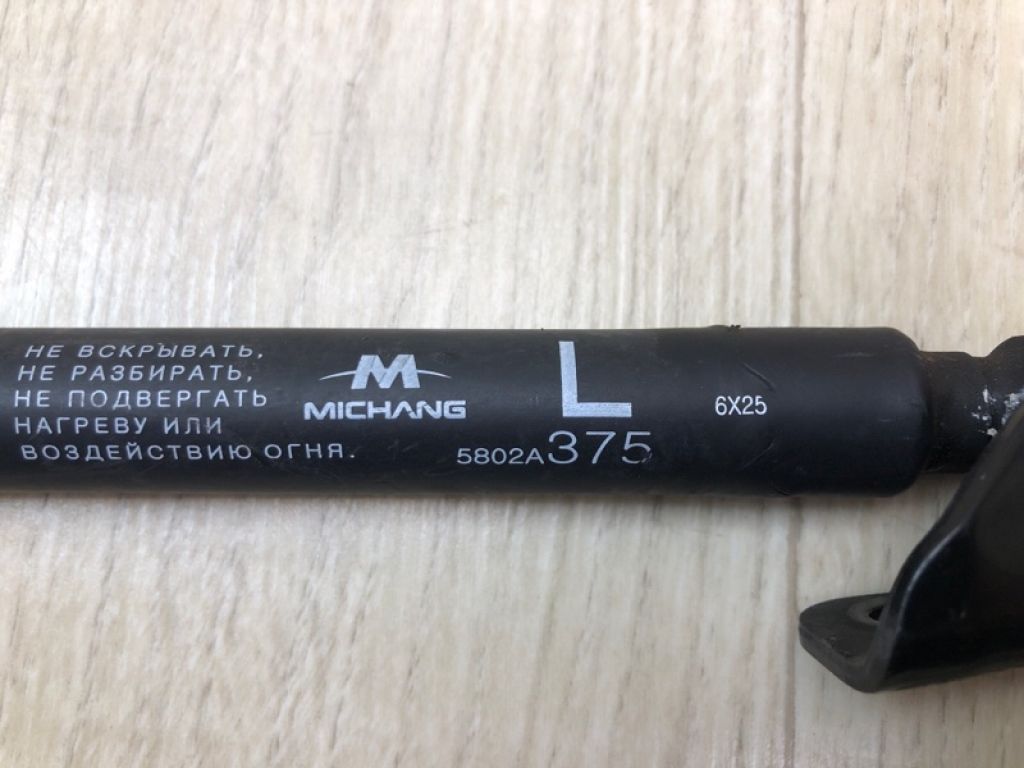 НЕ ВСКРЫВАТЬ,
НЕ РАЗБИРАТЬ,
НЕ ПОДВЕРГАТЬ
НАГРЕВУ ИЛИ
ВОЗДЕЙСТВИЮ ОГНЯ.
M
MICHANG
L
5802A375
6X25